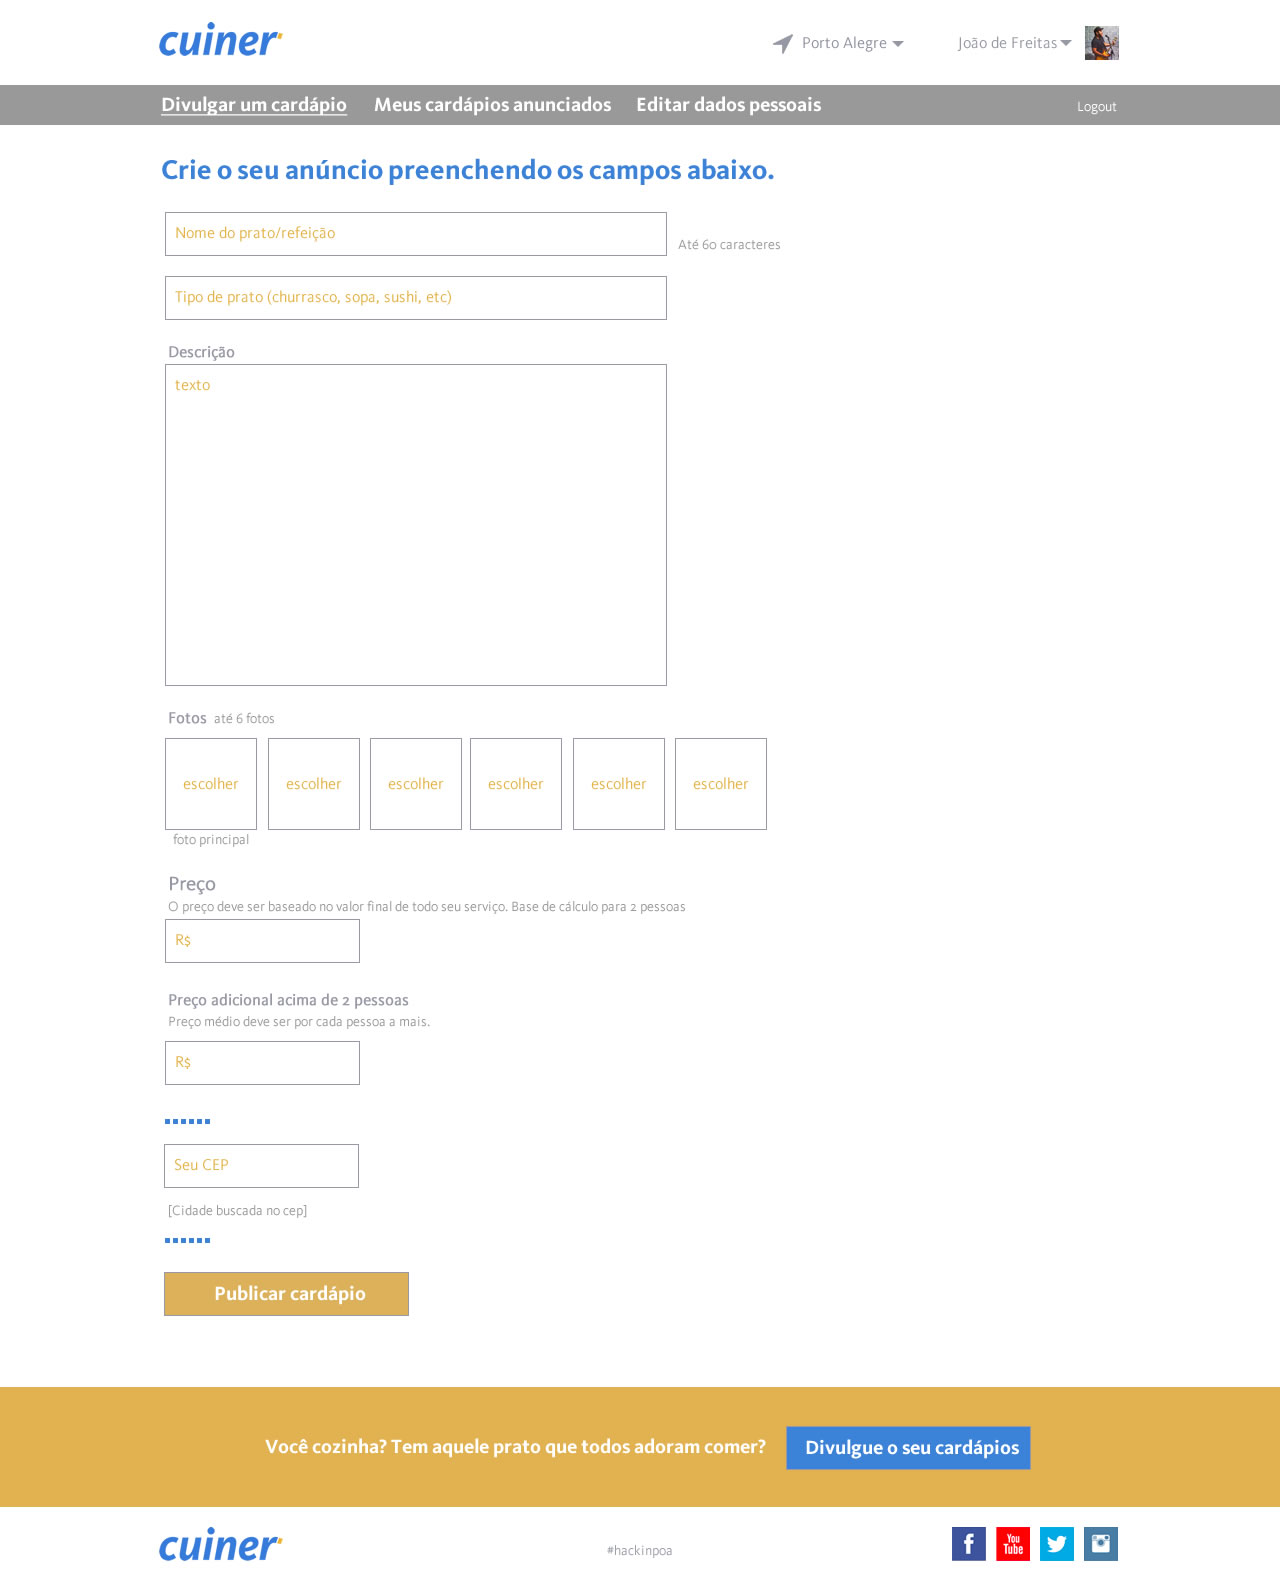 cuiner
Porto Alegre
João de Freitas
Divulgar um cardápio Meus cardápios anunciados Editar dados pessoais Logout
Crie o seu anúncio preenchendo os campos abaixo.
Nome do prato/refeição
Até 60 caracteres
Tipo de prato (churrasco, sopa, sushi, etc)
Descrição
texto
Fotos até 6 fotos
escolher escolher escolher escolher escolher escolher
foto principal
Preço
O preço deve ser baseado no valor final de todo seu serviço. Base de cálculo para 2 pessoas
R$
Preço adicional acima de 2 pessoas
Preço médio deve ser por cada pessoa a mais.
R$
Seu CEP
[Cidade buscada no cep]
Publicar cardápio
Você cozinha? Tem aquele prato que todos adoram comer? Divulgue o seu cardápios
cuiner
#hackinpoa
f
You
Tube